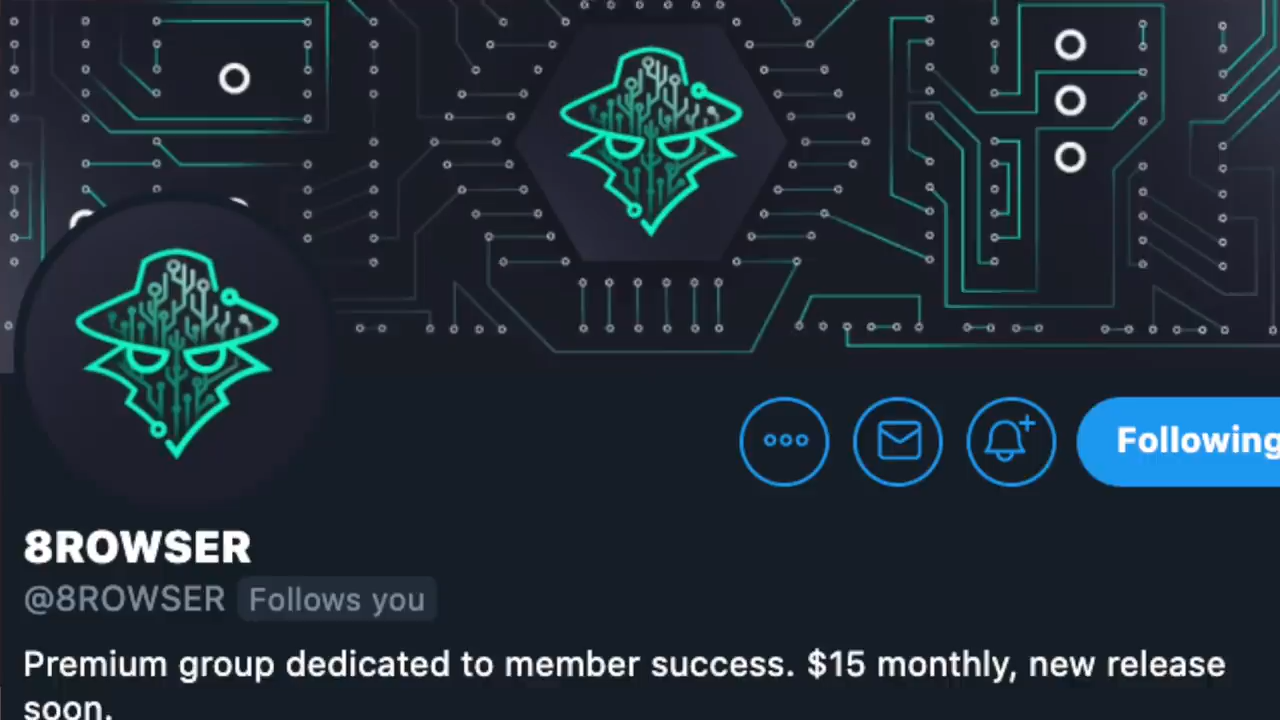 Following
8ROWSER
@8ROWSER Follows you
Premium group dedicated to member success. $15 monthly, new release
soon.